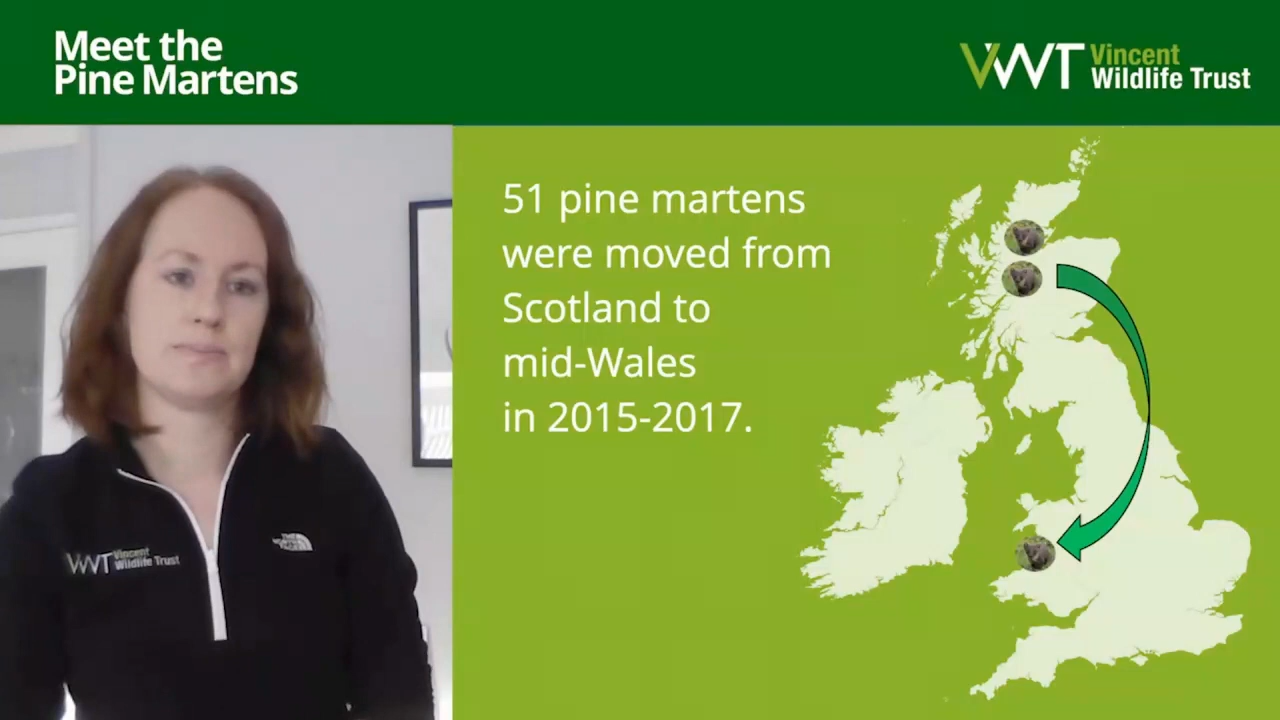 Meet the
Pine Martens
VWT Vincent
Wildlife Trust
51 pine martens
were moved from
Scotland to
mid-Wales
in 2015-2017.
VWT Vincent
Wildlife Trust
THE
NORTH
FACE